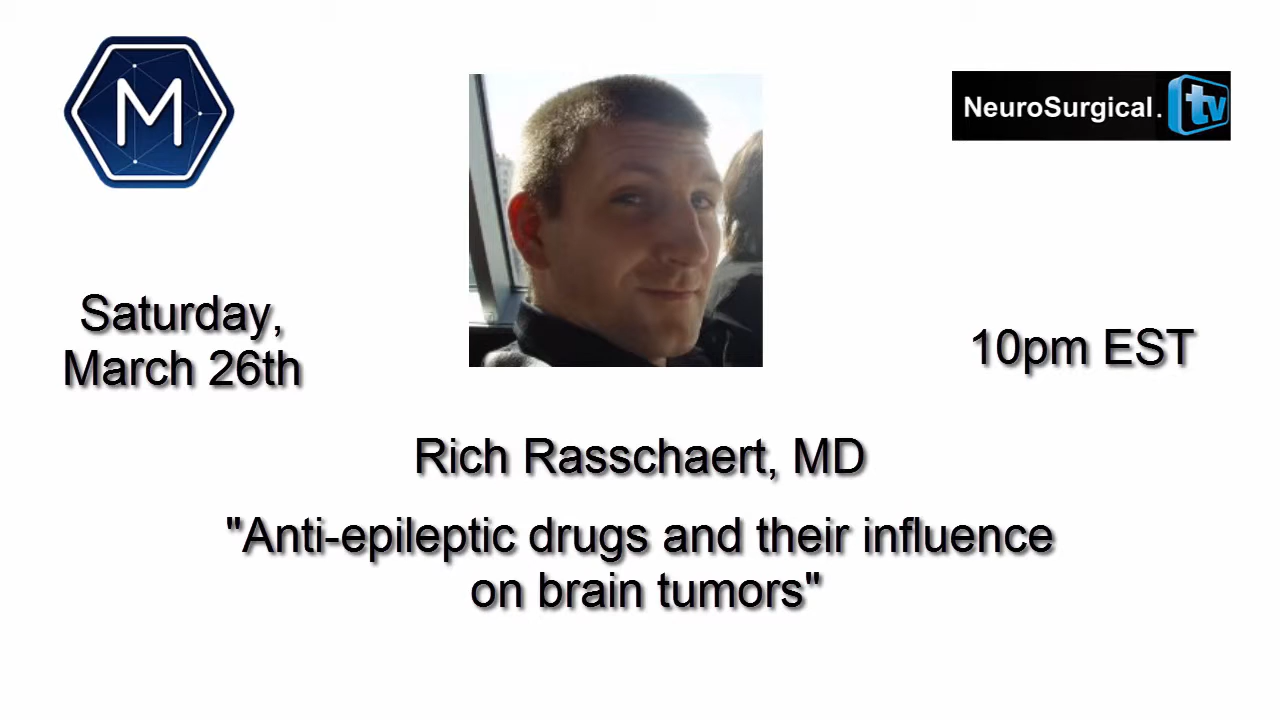 M
NeuroSurgical.tv
Saturday,
March 26th
10pm EST
Rich Rasschaert, MD
"Anti-epileptic drugs and their influence
on brain tumors"